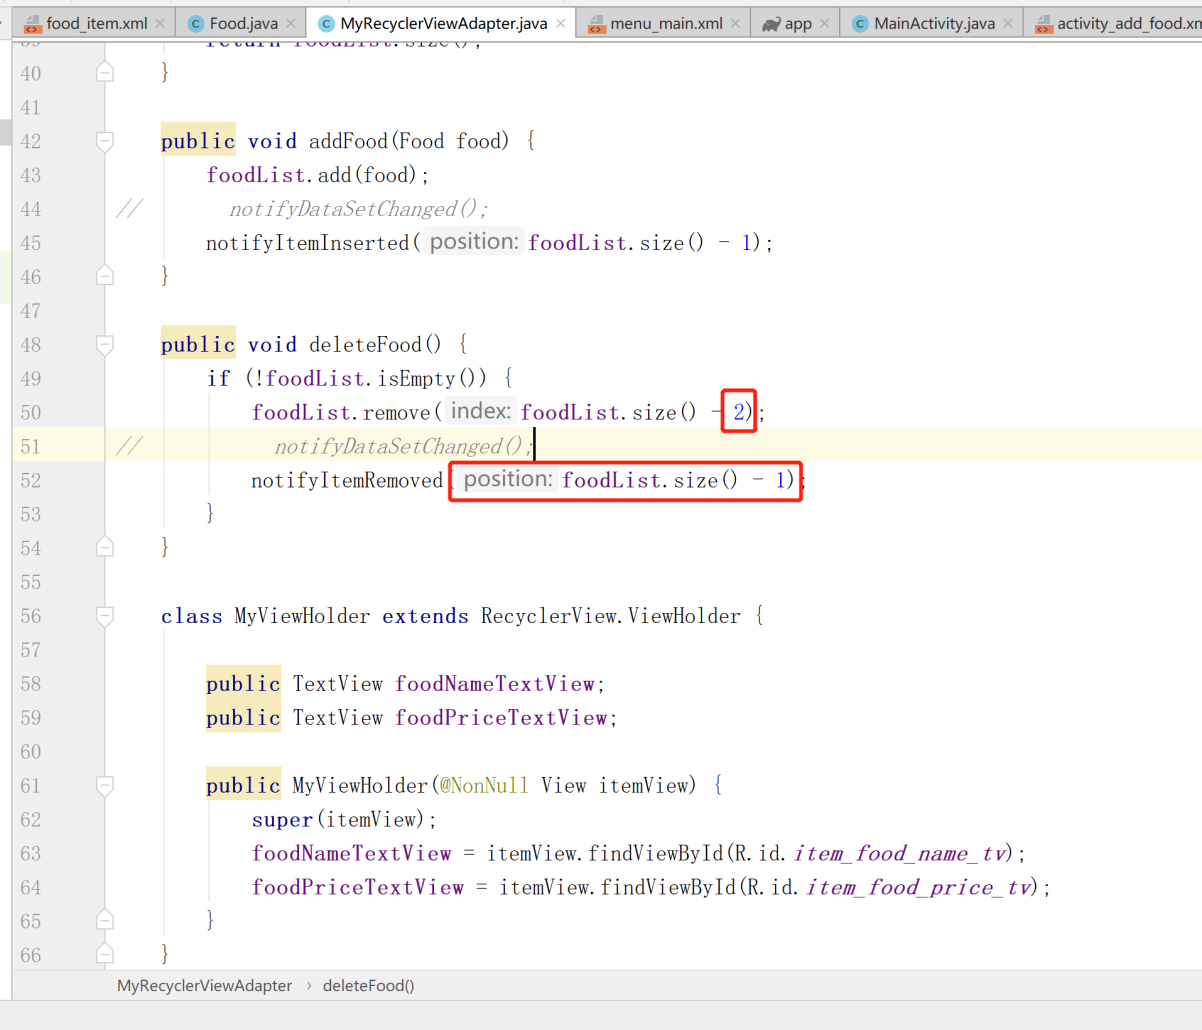 food_item.xml Food.java MyRecyclerViewAdapter.java menu_main.xml app MainActivity.java activity_add_food.xm
39 return foodList.size();
40 }
41
42 public void addFood(Food food) {
43 foodList.add(food);
44 // notifyDataSetChanged();
45 notifyItemInserted( position: foodList.size() - 1);
46 }
47
48 public void deleteFood() {
49 if (!foodList.isEmpty()) {
50 foodList.remove( index: foodList.size() - 2);
51 // notifyDataSetChanged();
52 notifyItemRemoved( position: foodList.size() - 1);
53 }
54 }
55
56 class MyViewHolder extends RecyclerView.ViewHolder {
57
58 public TextView foodNameTextView;
59 public TextView foodPriceTextView;
60
61 public MyViewHolder(@NonNull View itemView) {
62 super(itemView);
63 foodNameTextView = itemView.findViewById(R.id.item_food_name_tv);
64 foodPriceTextView = itemView.findViewById(R.id.item_food_price_tv);
65 }
66 }
MyRecyclerViewAdapter › deleteFood()